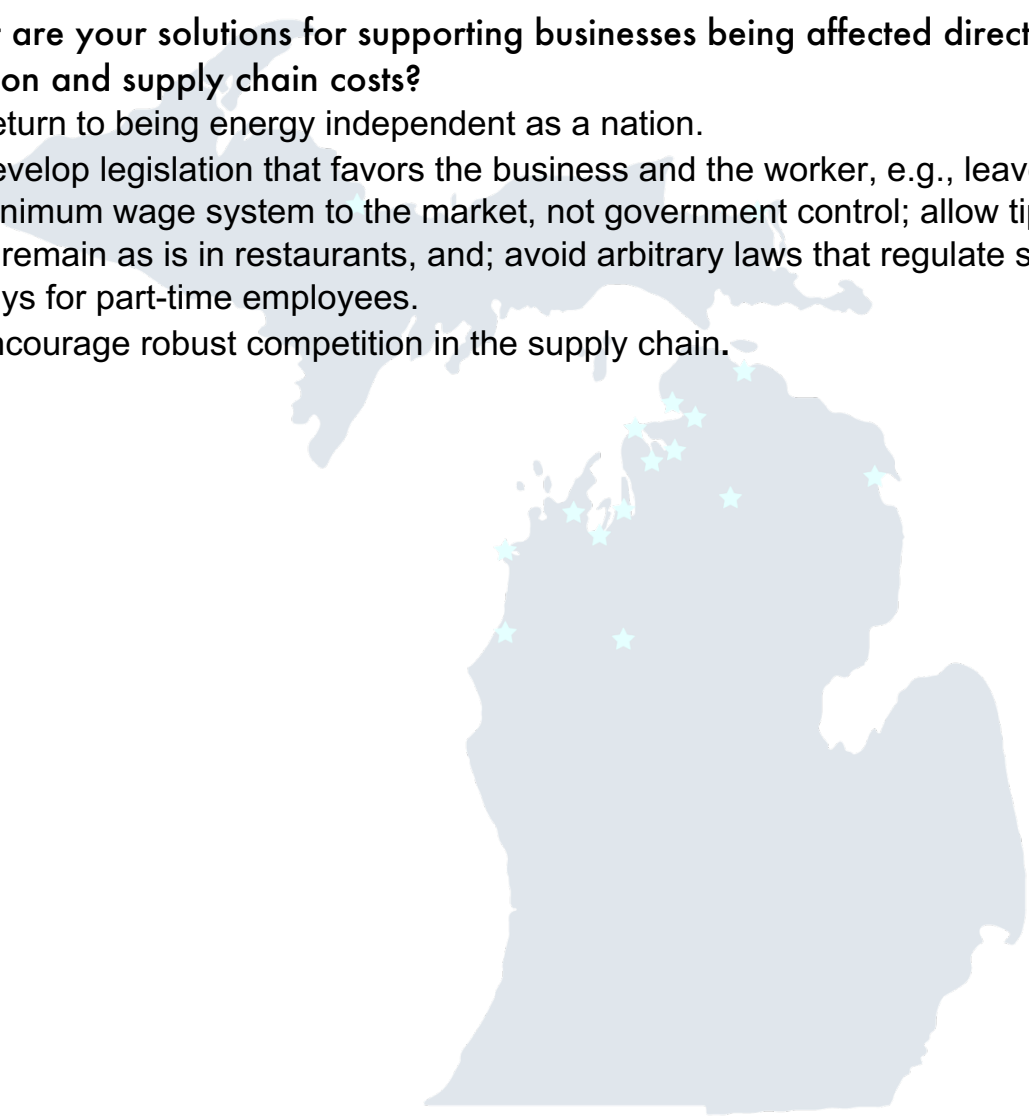 are your solutions for supporting businesses being affected direct
on and supply chain costs?
eturn to being energy independent as a nation.
evelop legislation that favors the business and the worker, e.g., leave
nimum wage system to the market, not government control; allow tip
remain as is in restaurants, and; avoid arbitrary laws that regulate s
ys for part-time employees.
ncourage robust competition in the supply chain.